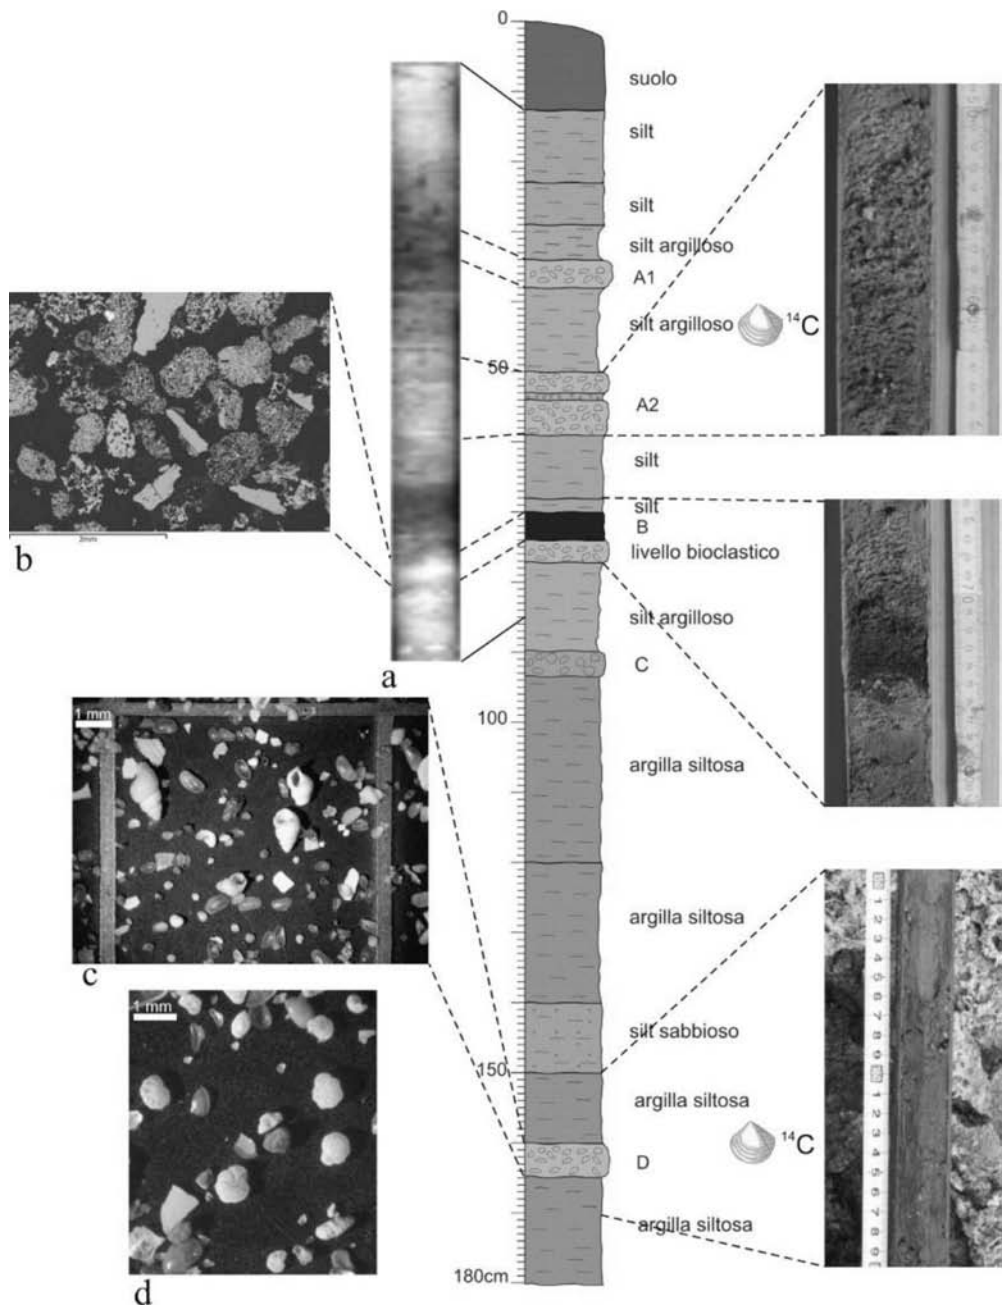 0
suolo
silt
silt
silt argilloso
A1
silt argilloso
14C
50
A2
silt
silt
B
livello bioclastico
silt argilloso
C
100
argilla siltosa
argilla siltosa
silt sabbioso
150
argilla siltosa
14C
D
argilla siltosa
180cm
a
2mm
b
1 mm
c
1 mm
d